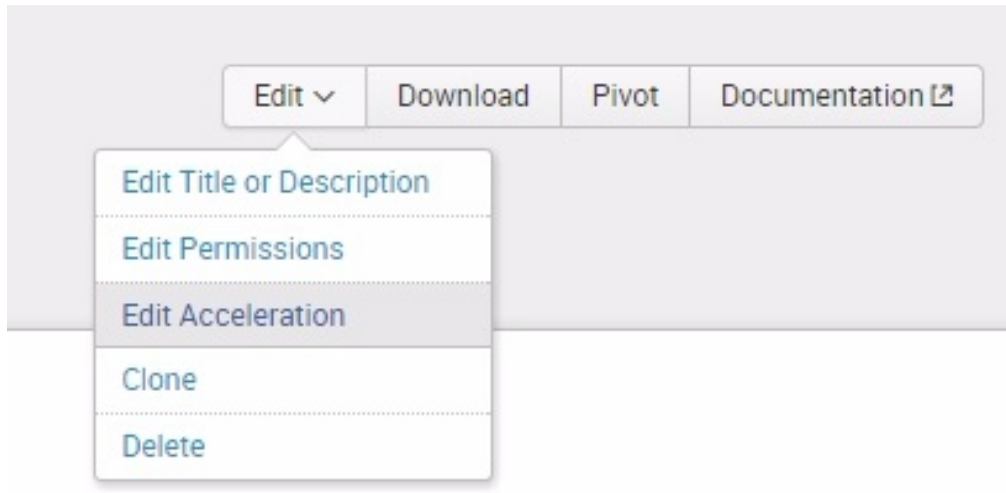 Edit Download Pivot Documentation
Edit Title or Description
Edit Permissions
Edit Acceleration
Clone
Delete